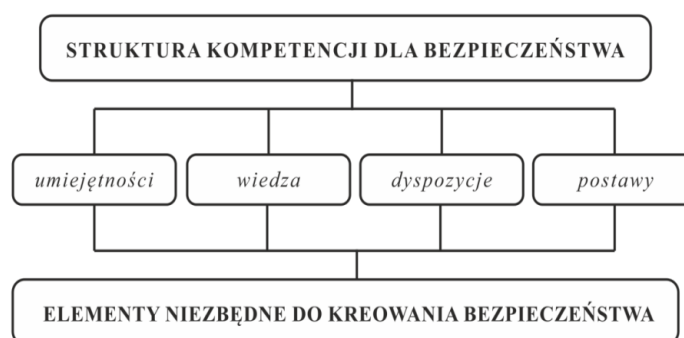 STRUKTURA KOMPETENCJI DLA BEZPIECZEŃSTWA
umiejętności wiedza dyspozycje postawy
ELEMENTY NIEZBĘDNE DO KREOWANIA BEZPIECZEŃSTWA